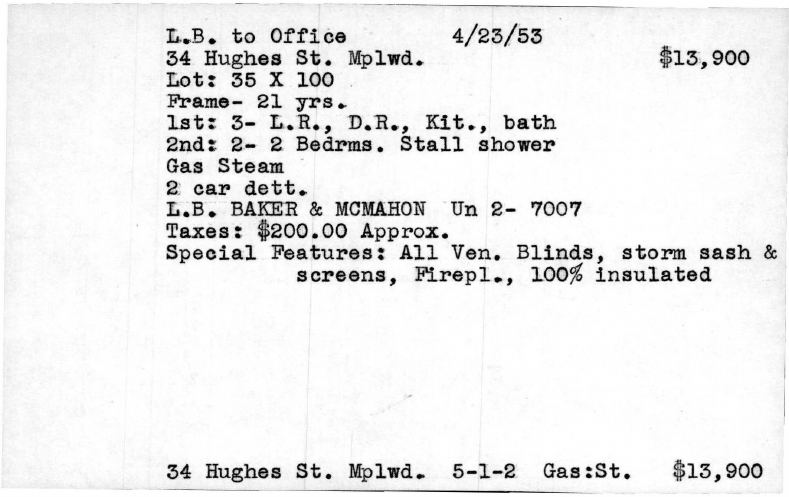 L.B. to Office 4/23/53
34 Hughes St. Mplwd. $13,900
Lot: 35 X 100
Frame- 21 yrs.
1st: 3- L.R., D.R., Kit., bath
2nd: 2- 2 Bedrms. Stall shower
Gas Steam
2 car dett.
L.B. BAKER & MCMAHON Un 2- 7007
Taxes: $200.00 Approx.
Special Features: All Ven. Blinds, storm sash &
screens, Firepl., 100% insulated
34 Hughes St. Mplwd. 5-1-2 Gas:St. $13,900